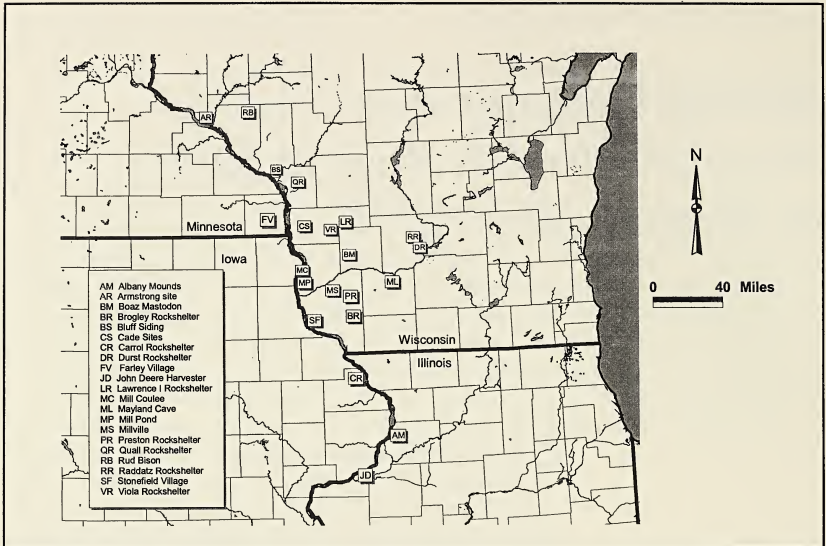 AR
RB
BS
QR
FV
CS
VR
LR
RR
DR
BM
MC
MP
MS
PR
ML
SF
BR
CR
AM
JD
Minnesota
Iowa
Wisconsin
Illinois
N
0 40 Miles
AM Albany Mounds
AR Armstrong site
BM Boaz Mastodon
BR Brogley Rockshelter
BS Bluff Siding
CS Cade Sites
CR Carrol Rockshelter
DR Durst Rockshelter
FV Farley Village
JD John Deere Harvester
LR Lawrence I Rockshelter
MC Mill Coulee
ML Mayland Cave
MP Mill Pond
MS Millville
PR Preston Rockshelter
QR Quall Rockshelter
RB Rud Bison
RR Raddatz Rockshelter
SF Stonefield Village
VR Viola Rockshelter